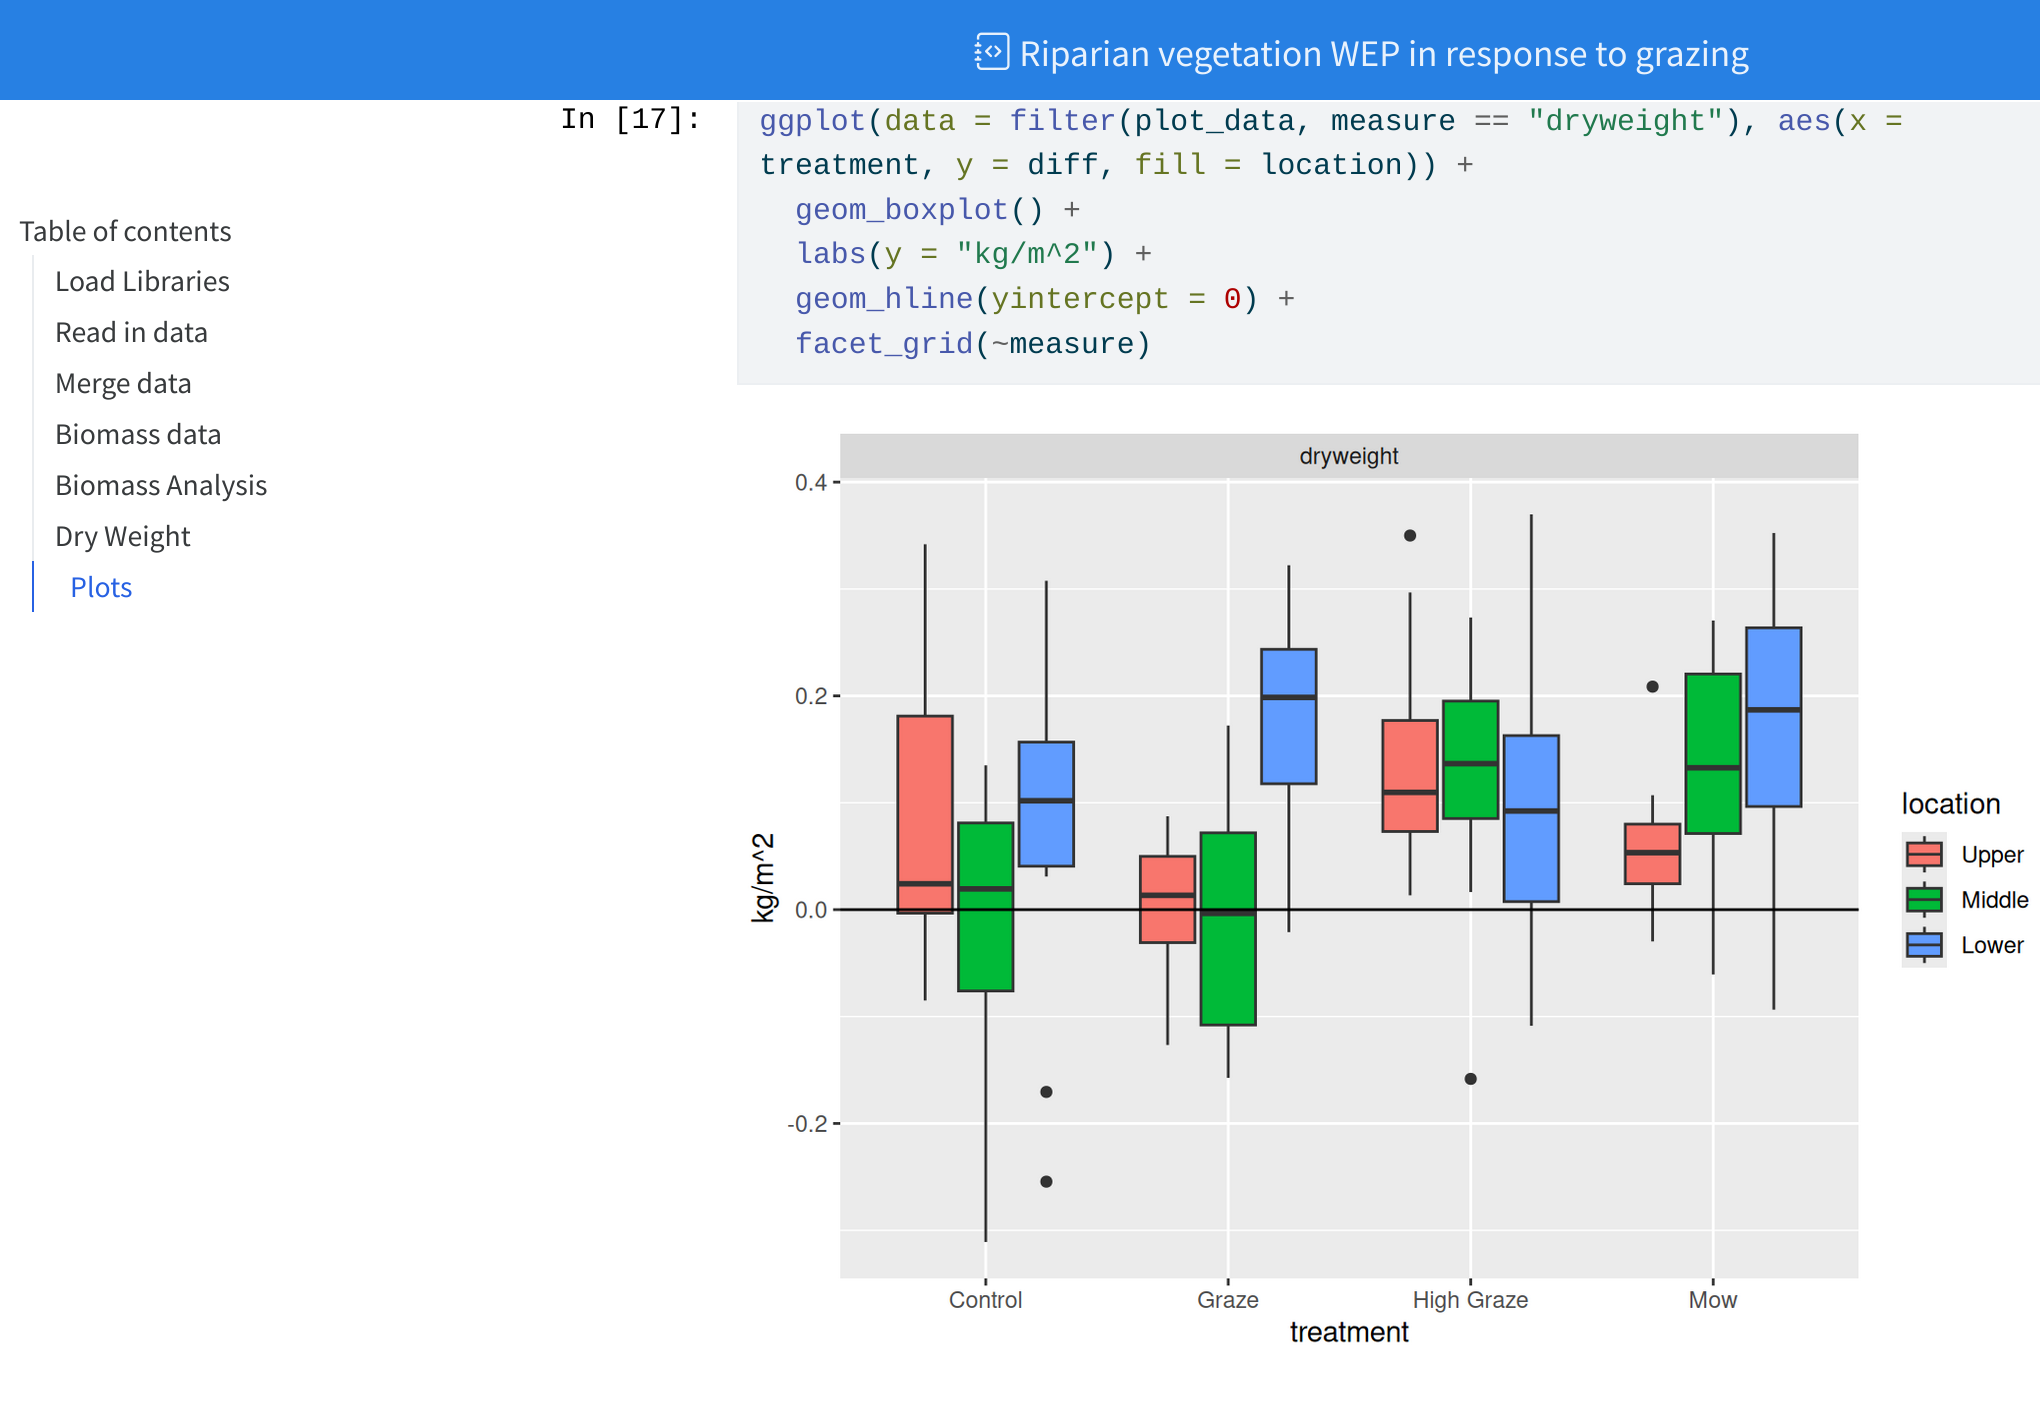 Riparian vegetation WEP in response to grazing
In [17]:
ggplot(data = filter(plot_data, measure == "dryweight"), aes(x =
treatment, y = diff, fill = location)) +
  geom_boxplot() +
  labs(y = "kg/m^2") +
  geom_hline(yintercept = 0) +
  facet_grid(~measure)
Table of contents
Load Libraries
Read in data
Merge data
Biomass data
Biomass Analysis
Dry Weight
Plots
dryweight
0.4
0.2
0.0
-0.2
kg/m^2
Control Graze High Graze Mow
treatment
location
Upper
Middle
Lower